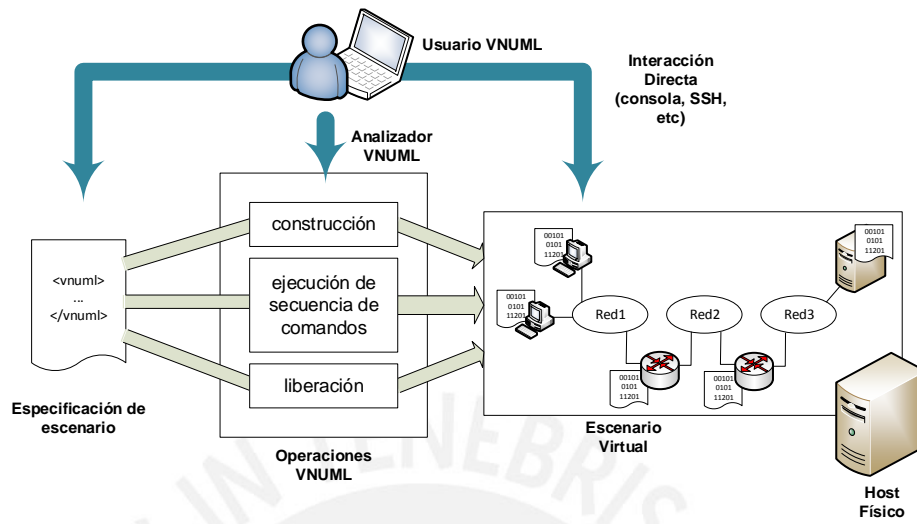 Usuario VNUML
Interacción
Directa
(consola, SSH,
etc)
Analizador
VNUML
construcción
ejecución de
secuencia de
comandos
liberación
<vnuml>
...
</vnuml>
Especificación de
escenario
Operaciones
VNUML
00101
0101
11201
00101
0101
11201
00101
0101
11201
Red1
Red2
Red3
00101
0101
11201
00101
0101
11201
Escenario
Virtual
Host
Físico
IN TENEBRIS